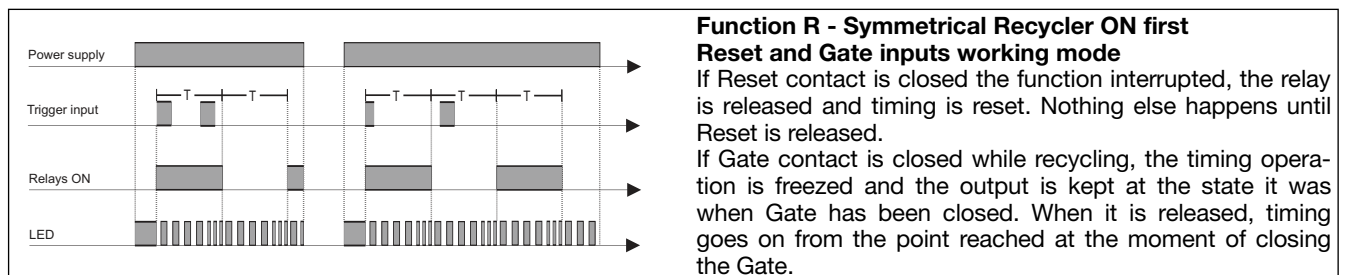 Power supply
Trigger input
T
T
T
T
T
Relays ON
LED
Function R - Symmetrical Recycler ON first
Reset and Gate inputs working mode
If Reset contact is closed the function interrupted, the relay
is released and timing is reset. Nothing else happens until
Reset is released.
If Gate contact is closed while recycling, the timing opera-
tion is freezed and the output is kept at the state it was
when Gate has been closed. When it is released, timing
goes on from the point reached at the moment of closing
the Gate.